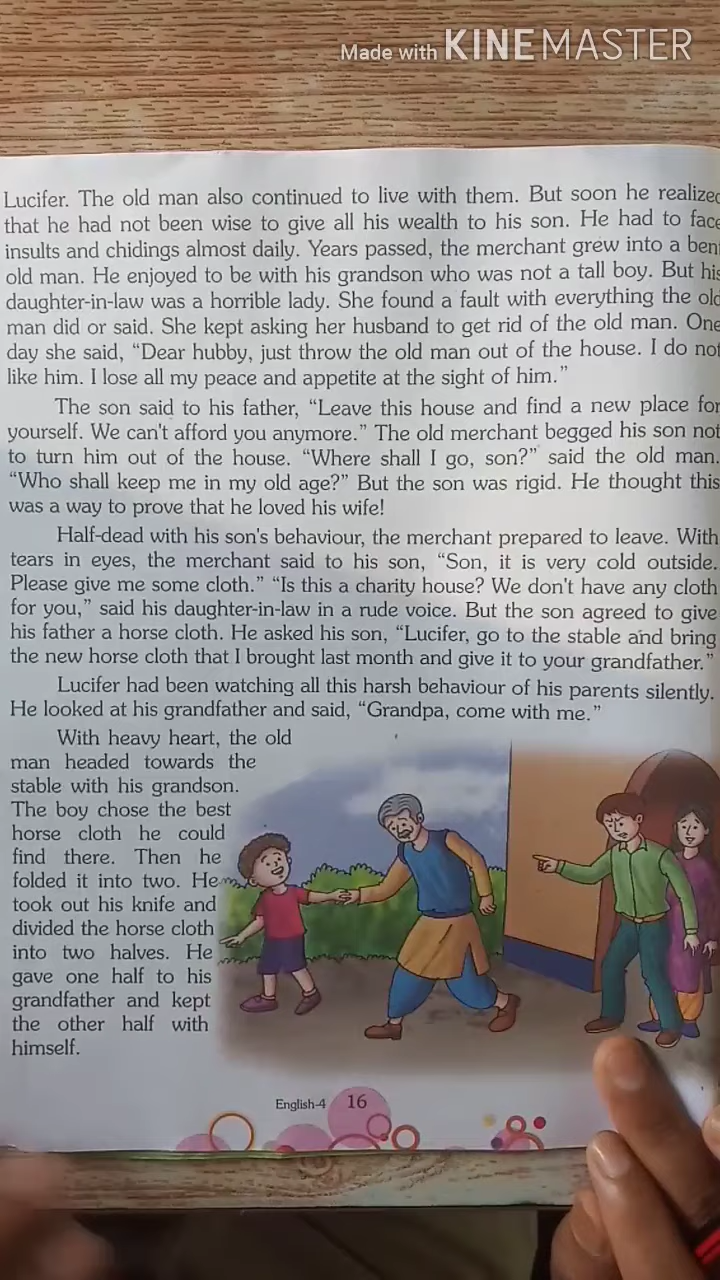 Made with KINEMASTER
Lucifer. The old man also continued to live with them. But soon he realized
that he had not been wise to give all his wealth to his son. He had to face
insults and chidings almost daily. Years passed, the merchant grew into a bent
old man. He enjoyed to be with his grandson who was not a tall boy. But his
daughter-in-law was a horrible lady. She found a fault with everything the old
man did or said. She kept asking her husband to get rid of the old man. One
day she said, “Dear hubby, just throw the old man out of the house. I do not
like him. I lose all my peace and appetite at the sight of him.”
The son said to his father, “Leave this house and find a new place for
yourself. We can't afford you anymore.” The old merchant begged his son not
to turn him out of the house. “Where shall I go, son?” said the old man.
“Who shall keep me in my old age?” But the son was rigid. He thought this
was a way to prove that he loved his wife!
Half-dead with his son's behaviour, the merchant prepared to leave. With
tears in eyes, the merchant said to his son, “Son, it is very cold outside.
Please give me some cloth.” “Is this a charity house? We don't have any cloth
for you,” said his daughter-in-law in a rude voice. But the son agreed to give
his father a horse cloth. He asked his son, “Lucifer, go to the stable and bring
the new horse cloth that I brought last month and give it to your grandfather.”
Lucifer had been watching all this harsh behaviour of his parents silently.
He looked at his grandfather and said, “Grandpa, come with me.”
With heavy heart, the old
man headed towards the
stable with his grandson.
The boy chose the best
horse cloth he could
find there. Then he
folded it into two. He
took out his knife and
divided the horse cloth
into two halves. He
gave one half to his
grandfather and kept
the other half with
himself.
English-4 16